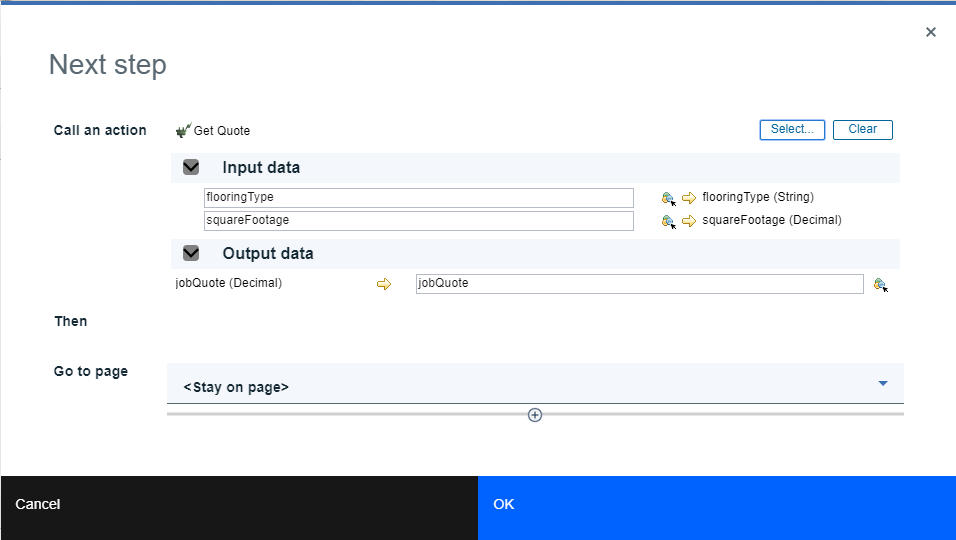 Next step
Call an action Get Quote Select... Clear
Input data
flooringType flooringType (String)
squareFootage squareFootage (Decimal)
Output data
jobQuote (Decimal) jobQuote
Then
Go to page
<Stay on page>
Cancel OK